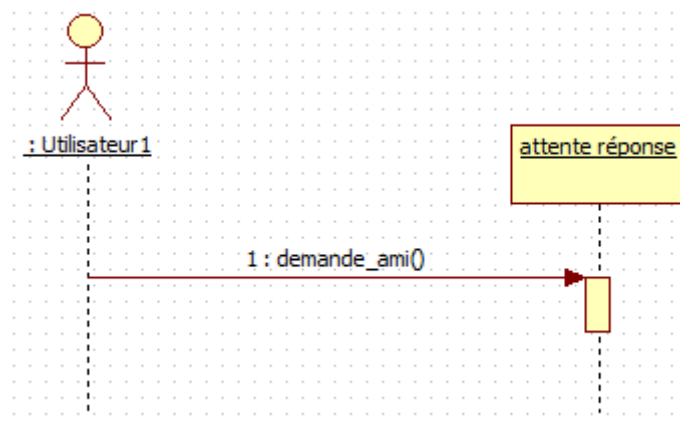 : Utilisateur1
attente réponse
1 : demande_ami()